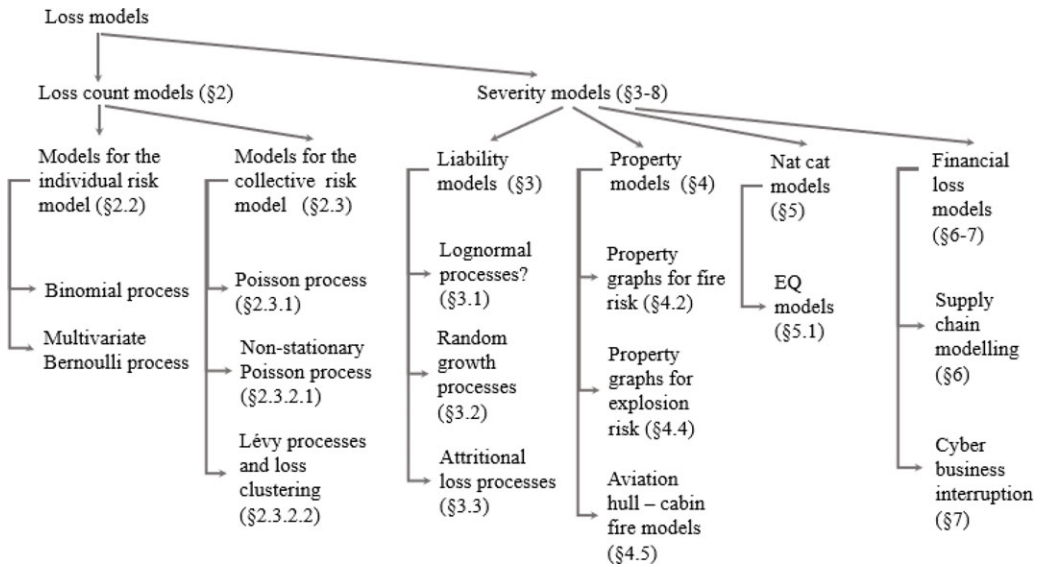 Loss models
Loss count models (§2)
Severity models (§3-8)
Models for the
individual risk
model (§2.2)
Binomial process
Multivariate
Bernoulli process
Models for the
collective risk
model (§2.3)
Poisson process
(§2.3.1)
Non-stationary
Poisson process
(§2.3.2.1)
Lévy processes
and loss
clustering
(§2.3.2.2)
Liability
models (§3)
Lognormal
processes?
(§3.1)
Random
growth
processes
(§3.2)
Attritional
loss processes
(§3.3)
Property
models (§4)
Property
graphs for fire
risk (§4.2)
Property
graphs for
explosion
risk (§4.4)
Aviation
hull – cabin
fire models
(§4.5)
Nat cat
models
(§5)
EQ
models
(§5.1)
Financial
loss
models
(§6-7)
Supply
chain
modelling
(§6)
Cyber
business
interruption
(§7)